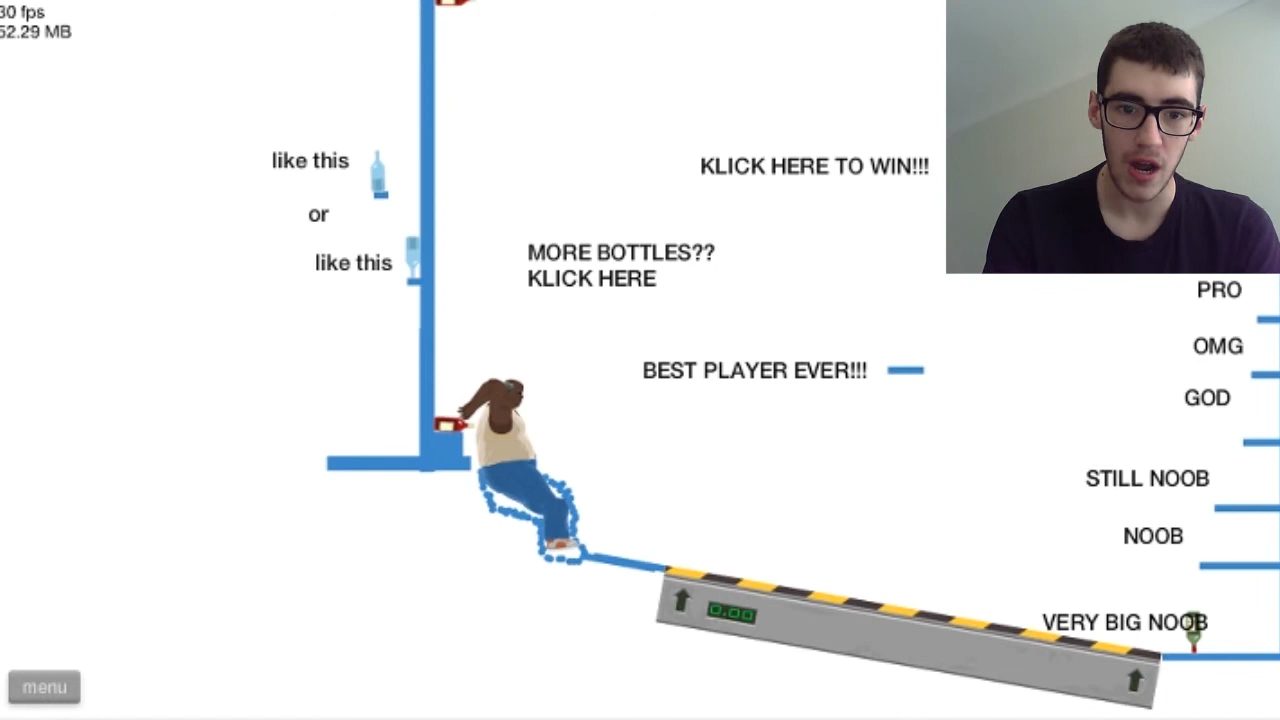 30 fps
52.29 MB
like this
or
like this
KLICK HERE TO WIN!!!
MORE BOTTLES??
KLICK HERE
BEST PLAYER EVER!!!
PRO
OMG
GOD
STILL NOOB
NOOB
VERY BIG NOOB
0.00
menu